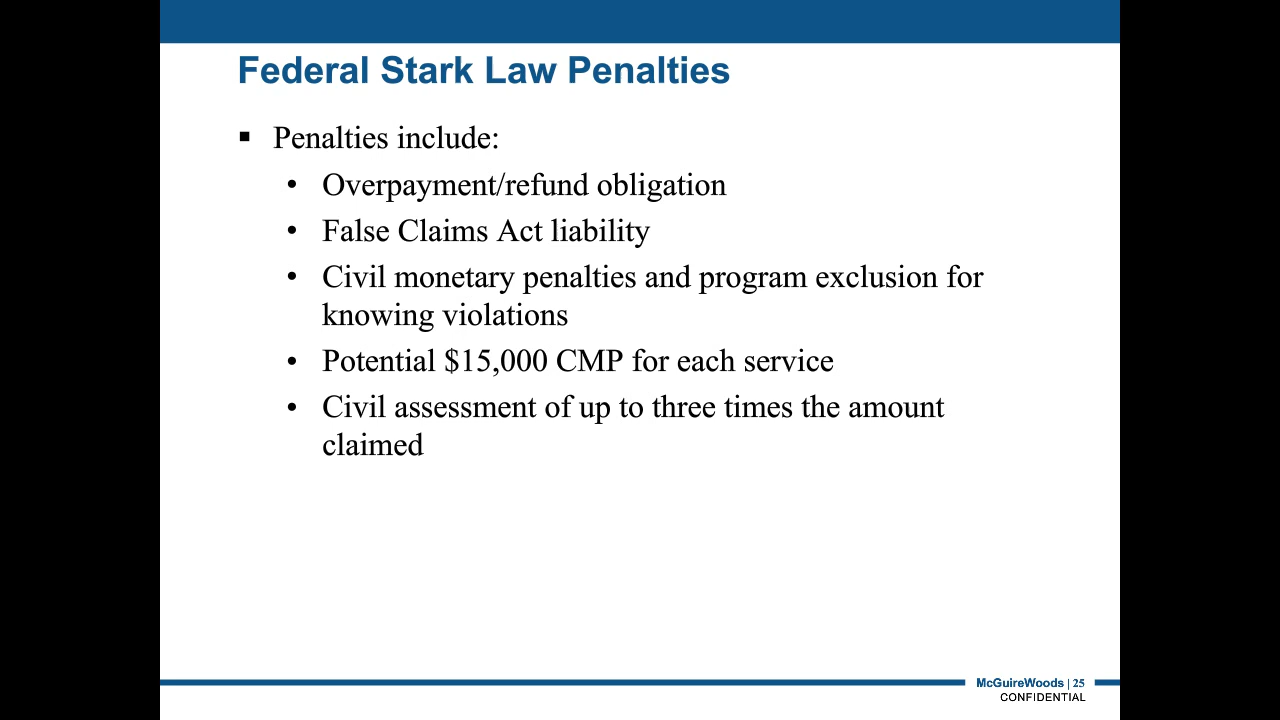 Federal Stark Law Penalties
▪ Penalties include:
• Overpayment/refund obligation
• False Claims Act liability
• Civil monetary penalties and program exclusion for
knowing violations
• Potential $15,000 CMP for each service
• Civil assessment of up to three times the amount
claimed
McGuireWoods | 25
CONFIDENTIAL